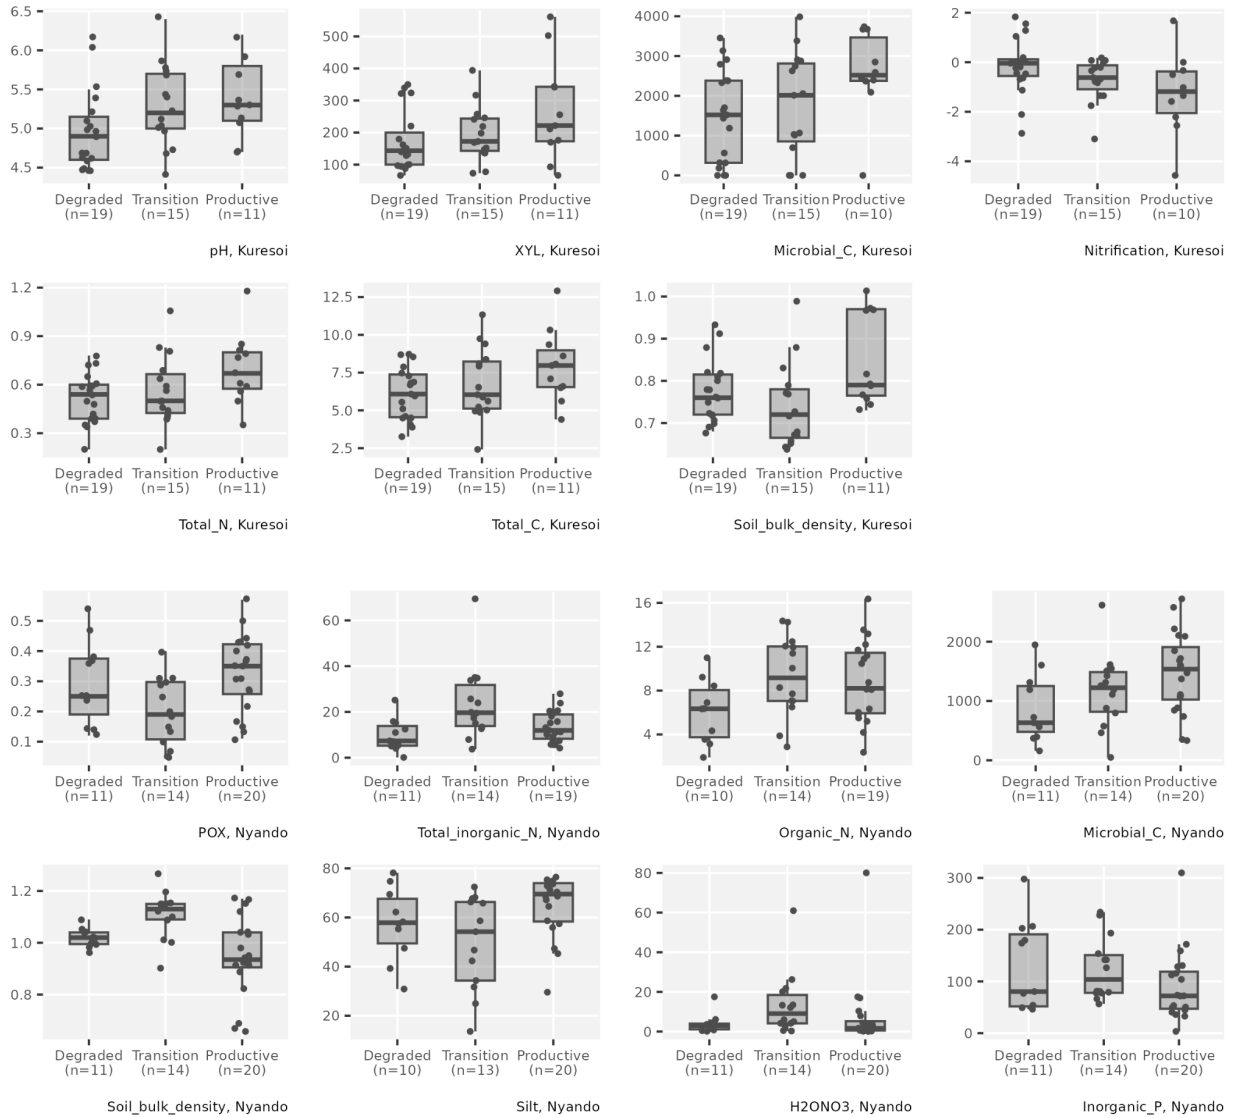 6.5
6.0
5.5
5.0
4.5
Degraded Transition Productive
(n=19) (n=15) (n=11)
pH, Kuresoi
500
400
300
200
100
Degraded Transition Productive
(n=19) (n=15) (n=11)
XYL, Kuresoi
4000
3000
2000
1000
0
Degraded Transition Productive
(n=19) (n=15) (n=10)
Microbial_C, Kuresoi
2
0
-2
-4
Degraded Transition Productive
(n=19) (n=15) (n=10)
Nitrification, Kuresoi
1.2
0.9
0.6
0.3
Degraded Transition Productive
(n=19) (n=15) (n=11)
Total_N, Kuresoi
12.5
10.0
7.5
5.0
2.5
Degraded Transition Productive
(n=19) (n=15) (n=11)
Total_C, Kuresoi
1.0
0.9
0.8
0.7
Degraded Transition Productive
(n=19) (n=15) (n=11)
Soil_bulk_density, Kuresoi
0.5
0.4
0.3
0.2
0.1
Degraded Transition Productive
(n=11) (n=14) (n=20)
POX, Nyando
60
40
20
0
Degraded Transition Productive
(n=11) (n=14) (n=19)
Total_inorganic_N, Nyando
16
12
8
4
Degraded Transition Productive
(n=10) (n=14) (n=19)
Organic_N, Nyando
2000
1000
0
Degraded Transition Productive
(n=11) (n=14) (n=20)
Microbial_C, Nyando
1.2
1.0
0.8
Degraded Transition Productive
(n=11) (n=14) (n=20)
Soil_bulk_density, Nyando
80
60
40
20
Degraded Transition Productive
(n=10) (n=13) (n=20)
Silt, Nyando
80
60
40
20
0
Degraded Transition Productive
(n=11) (n=14) (n=20)
H2ONO3, Nyando
300
200
100
0
Degraded Transition Productive
(n=11) (n=14) (n=20)
Inorganic_P, Nyando